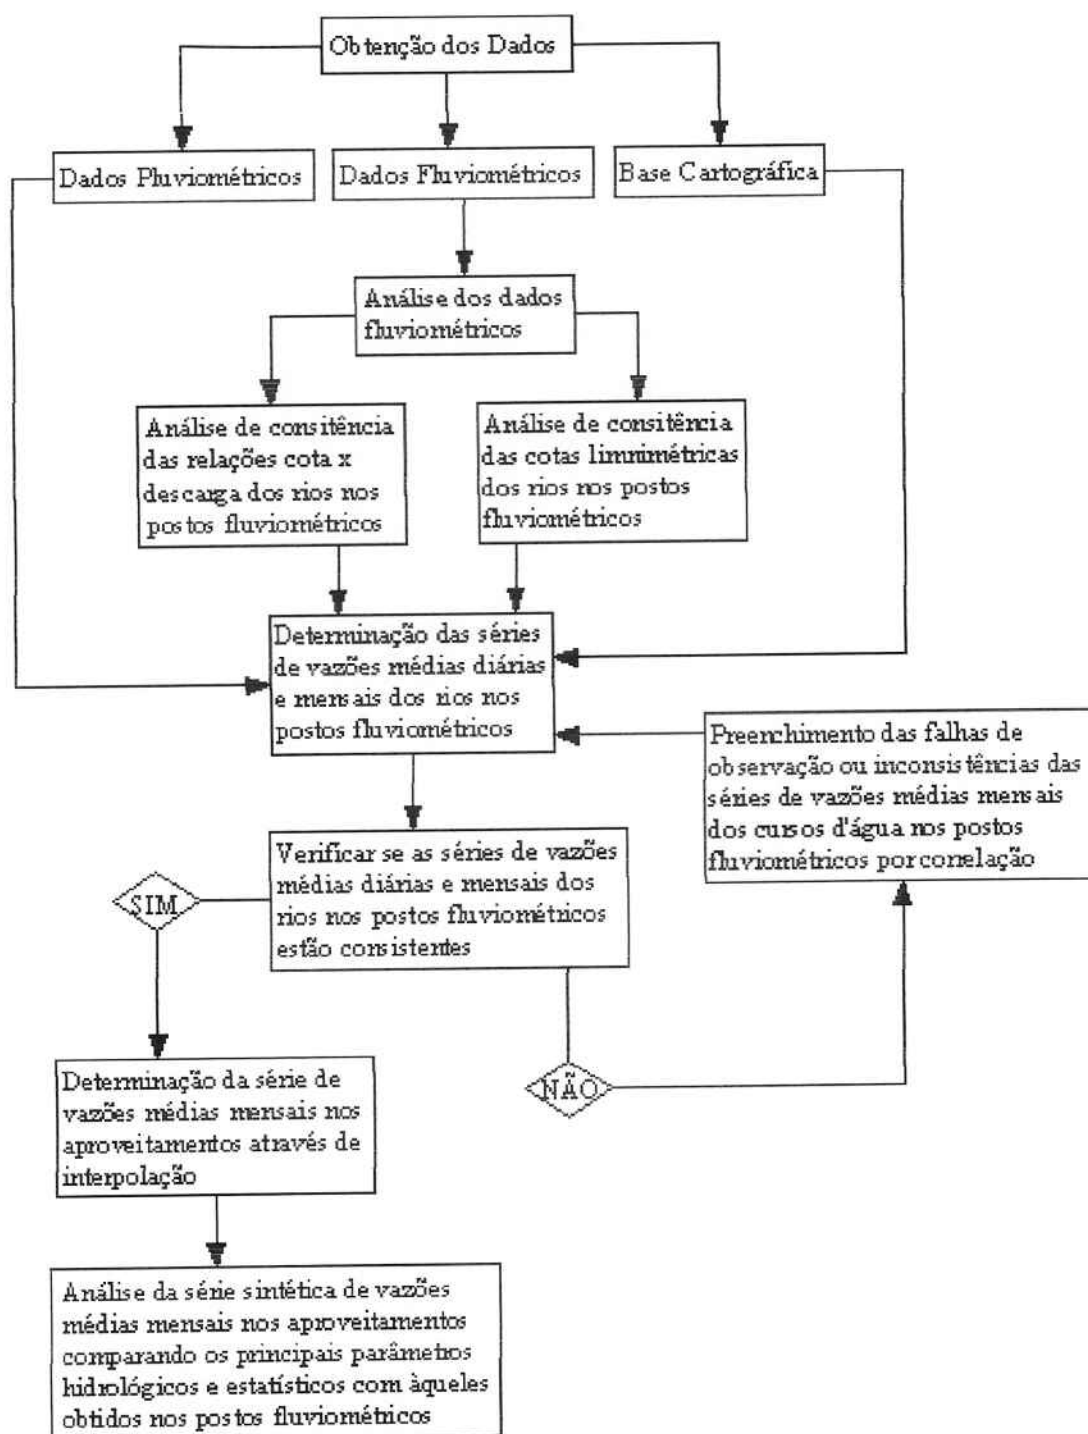 Obtenção dos Dados
Dados Pluviométricos
Dados Fluviométricos
Base Cartográfica
Análise dos dados
fluviométricos
Análise de consitência
das relações cota x
descarga dos rios nos
postos fluviométricos
Análise de consitência
das cotas limnimétricas
dos rios nos postos
fluviométricos
Determinação das séries
de vazões médias diárias
e mensais dos rios nos
postos fluviométricos
Preenchimento das falhas de
observação ou inconsistências das
séries de vazões médias mensais
dos cursos d'água nos postos
fluviométricos por correlação
Verificar se as séries de vazões
médias diárias e mensais dos
rios nos postos fluviométricos
estão consistentes
SIM
NÃO
Determinação da série de
vazões médias mensais nos
aproveitamentos através de
interpolação
Análise da série sintética de vazões
médias mensais nos aproveitamentos
comparando os principais parâmetros
hidrológicos e estatísticos com àqueles
obtidos nos postos fluviométricos